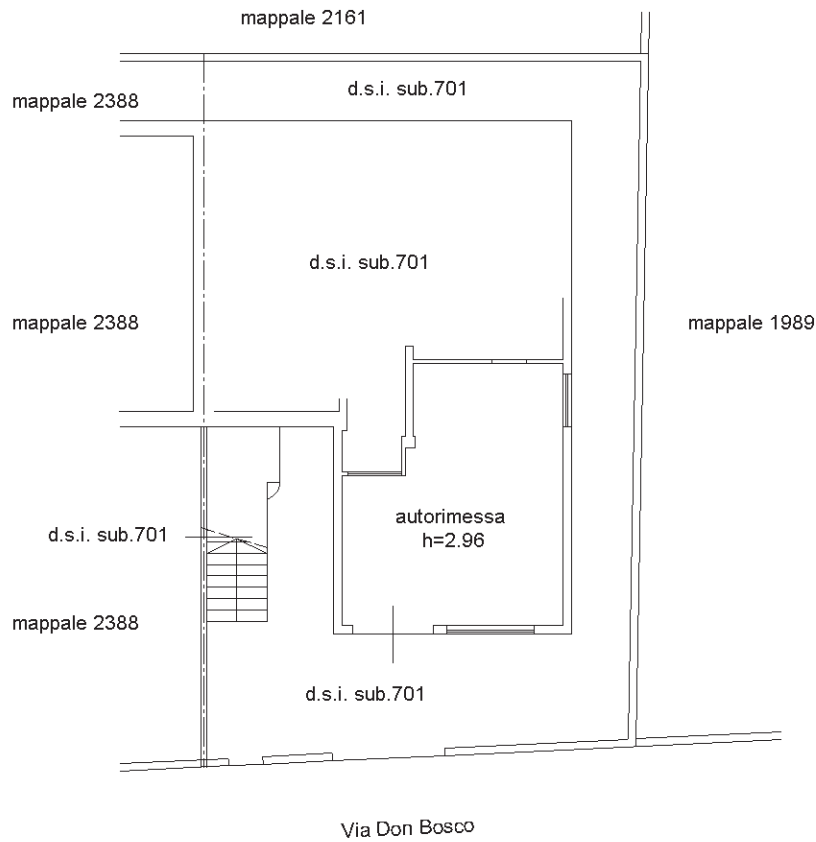 mappale 2161
d.s.i. sub.701
mappale 2388
d.s.i. sub.701
mappale 2388
mappale 1989
autorimessa
h=2.96
d.s.i. sub.701
mappale 2388
d.s.i. sub.701
Via Don Bosco